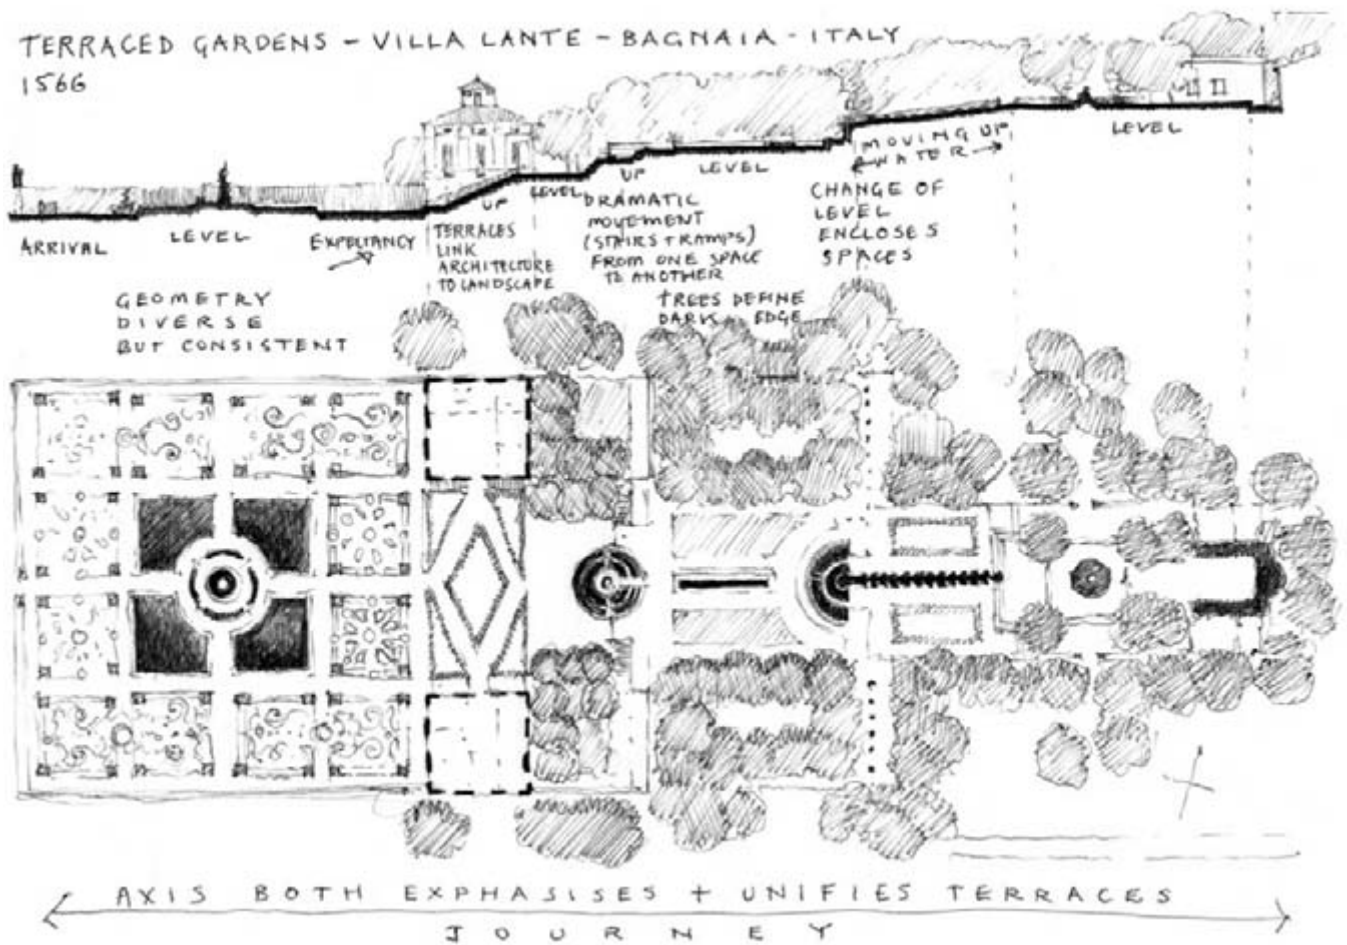 TERRACED GARDENS - VILLA LANTE - BAGNAIA - ITALY
1566
ARRIVAL
LEVEL
EXPECTANCY
UP
TERRACES
LINK
ARCHITECTURE
TO LANDSCAPE
LEVEL
UP
DRAMATIC
MOVEMENT
(STAIRS + RAMPS)
FROM ONE SPACE
TO ANOTHER
LEVEL
MOVING UP
WATER
CHANGE OF
LEVEL
ENCLOSES
SPACES
LEVEL
GEOMETRY
DIVERSE
BUT CONSISTENT
TREES DEFINE
DARK EDGE
AXIS BOTH EXPHASISES + UNIFIES TERRACES
JOURNEY